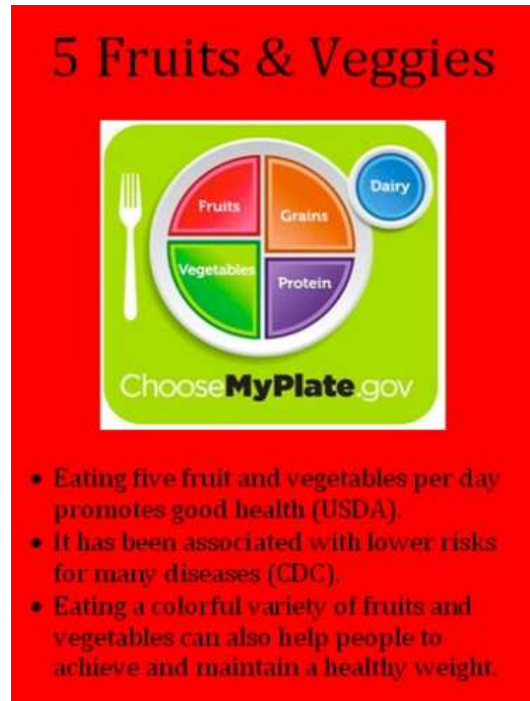 5 Fruits & Veggies
Dairy
Fruits
Grains
Vegetables
Protein
ChooseMyPlate.gov
• Eating five fruit and vegetables per day
promotes good health (USDA).
• It has been associated with lower risks
for many diseases (CDC).
• Eating a colorful variety of fruits and
vegetables can also help people to
achieve and maintain a healthy weight.